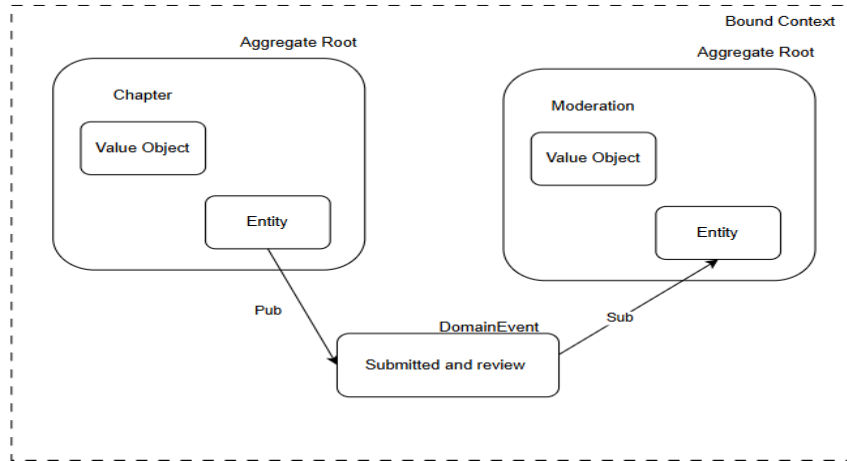 Bound Context
Aggregate Root
Aggregate Root
Chapter
Moderation
Value Object
Value Object
Entity
Entity
Pub
Sub
DomainEvent
Submitted and review